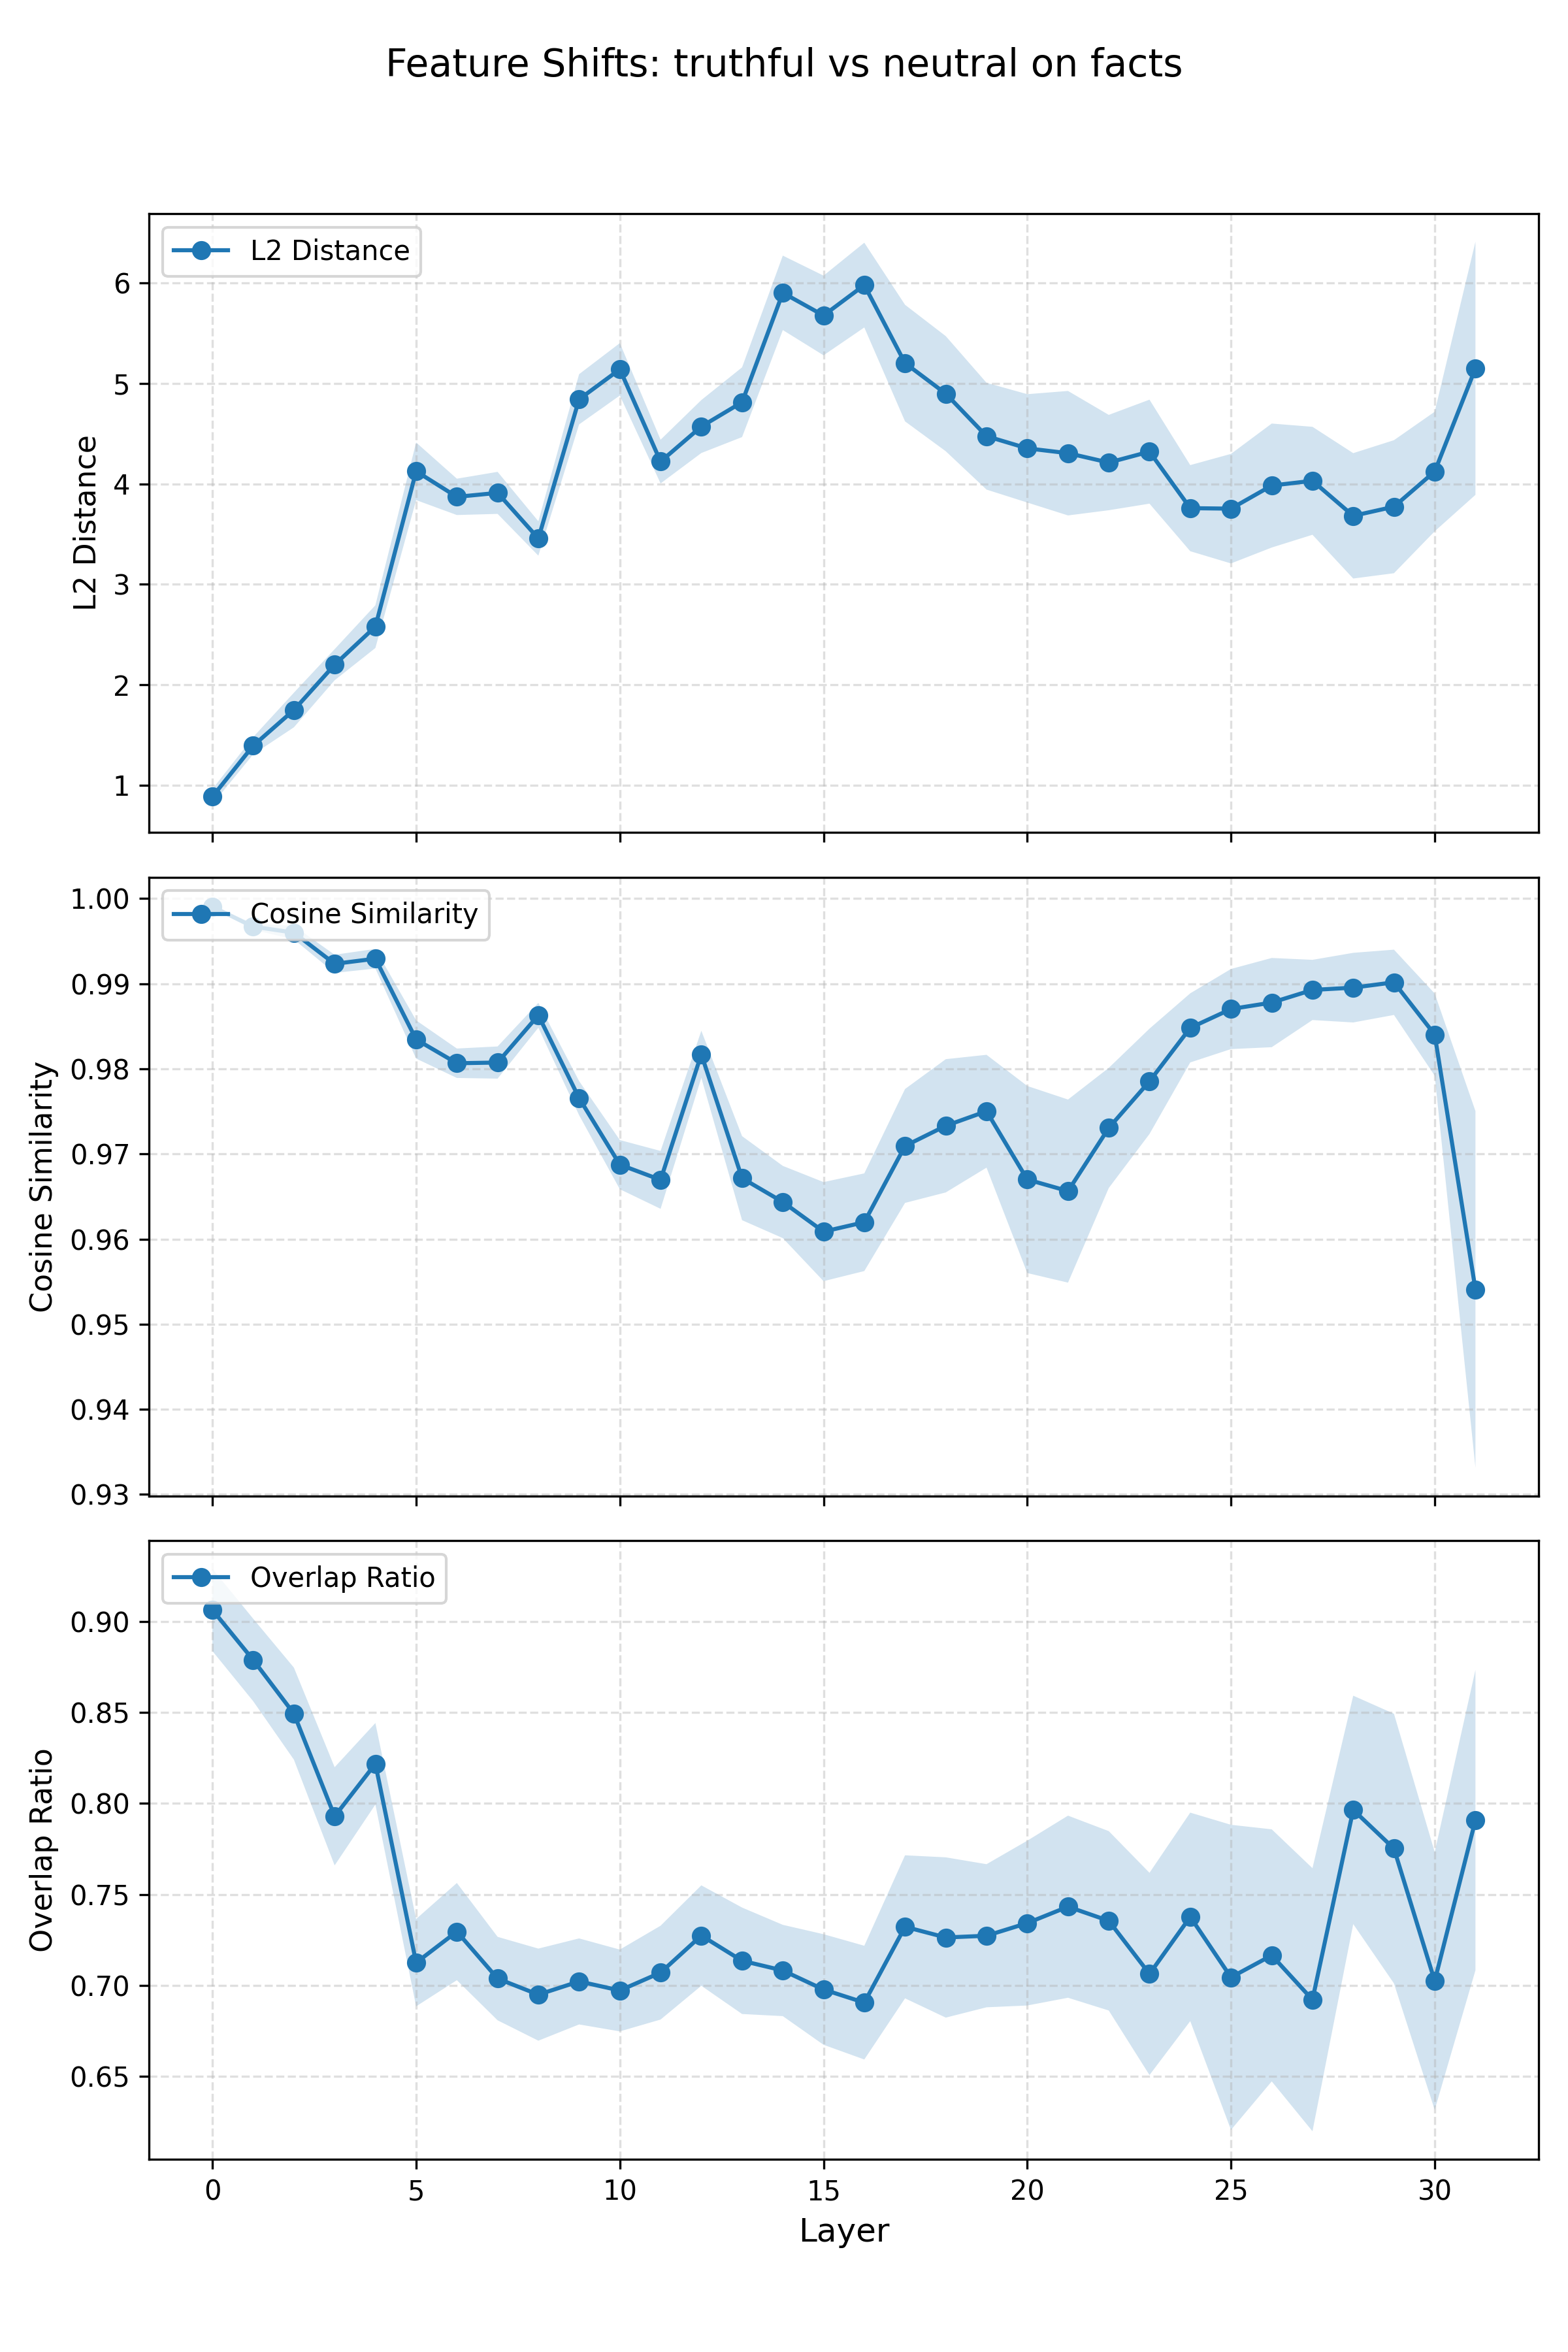 Feature Shifts: truthful vs neutral on facts
L2 Distance
L2 Distance
6
5
4
3
2
1
Cosine Similarity
Cosine Similarity
1.00
0.99
0.98
0.97
0.96
0.95
0.94
0.93
Overlap Ratio
Overlap Ratio
0.90
0.85
0.80
0.75
0.70
0.65
0 5 10 15 20 25 30
Layer